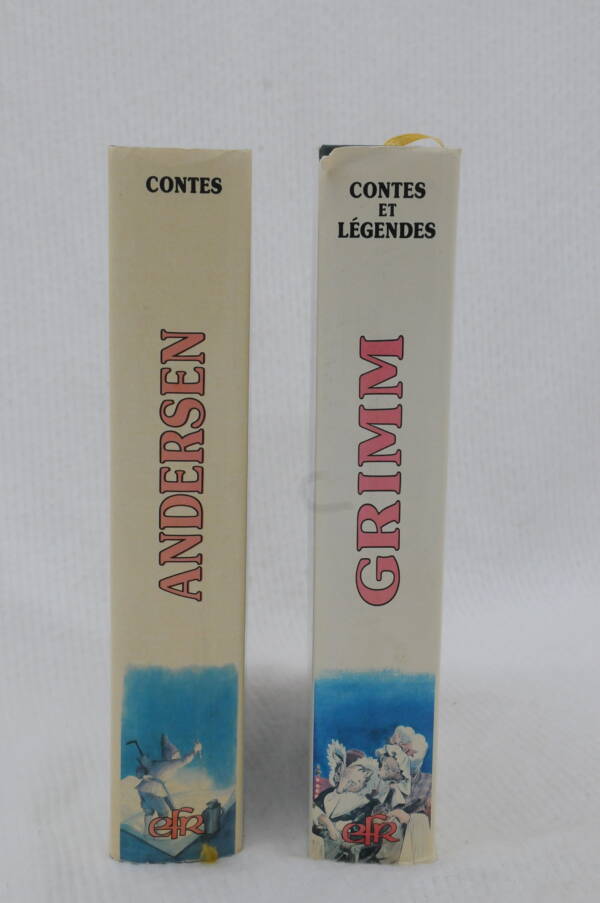 CONTES
ANDERSEN
efR
CONTES
ET
LÉGENDES
GRIMM
efR